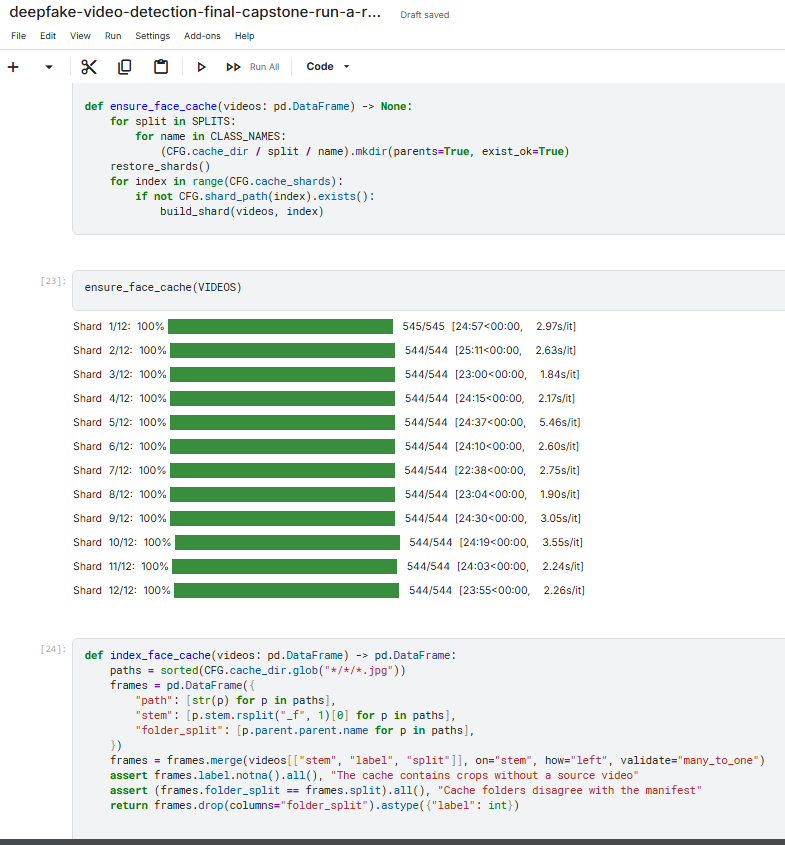 deepfake-video-detection-final-capstone-run-a-r... Draft saved
File Edit View Run Settings Add-ons Help
Run All Code
def ensure_face_cache(videos: pd.DataFrame) -> None:
    for split in SPLITS:
        for name in CLASS_NAMES:
            (CFG.cache_dir / split / name).mkdir(parents=True, exist_ok=True)
    restore_shards()
    for index in range(CFG.cache_shards):
        if not CFG.shard_path(index).exists():
            build_shard(videos, index)
[23]: ensure_face_cache(VIDEOS)
Shard 1/12: 100% 545/545 [24:57<00:00, 2.97s/it]
Shard 2/12: 100% 544/544 [25:11<00:00, 2.63s/it]
Shard 3/12: 100% 544/544 [23:00<00:00, 1.84s/it]
Shard 4/12: 100% 544/544 [24:15<00:00, 2.17s/it]
Shard 5/12: 100% 544/544 [24:37<00:00, 5.46s/it]
Shard 6/12: 100% 544/544 [24:10<00:00, 2.60s/it]
Shard 7/12: 100% 544/544 [22:38<00:00, 2.75s/it]
Shard 8/12: 100% 544/544 [23:04<00:00, 1.90s/it]
Shard 9/12: 100% 544/544 [24:30<00:00, 3.05s/it]
Shard 10/12: 100% 544/544 [24:19<00:00, 3.55s/it]
Shard 11/12: 100% 544/544 [24:03<00:00, 2.24s/it]
Shard 12/12: 100% 544/544 [23:55<00:00, 2.26s/it]
[24]: def index_face_cache(videos: pd.DataFrame) -> pd.DataFrame:
    paths = sorted(CFG.cache_dir.glob("*/*/*.jpg"))
    frames = pd.DataFrame({
        "path": [str(p) for p in paths],
        "stem": [p.stem.rsplit("_f", 1)[0] for p in paths],
        "folder_split": [p.parent.parent.name for p in paths],
    })
    frames = frames.merge(videos[["stem", "label", "split"]], on="stem", how="left", validate="many_to_one")
    assert frames.label.notna().all(), "The cache contains crops without a source video"
    assert (frames.folder_split == frames.split).all(), "Cache folders disagree with the manifest"
    return frames.drop(columns="folder_split").astype({"label": int})